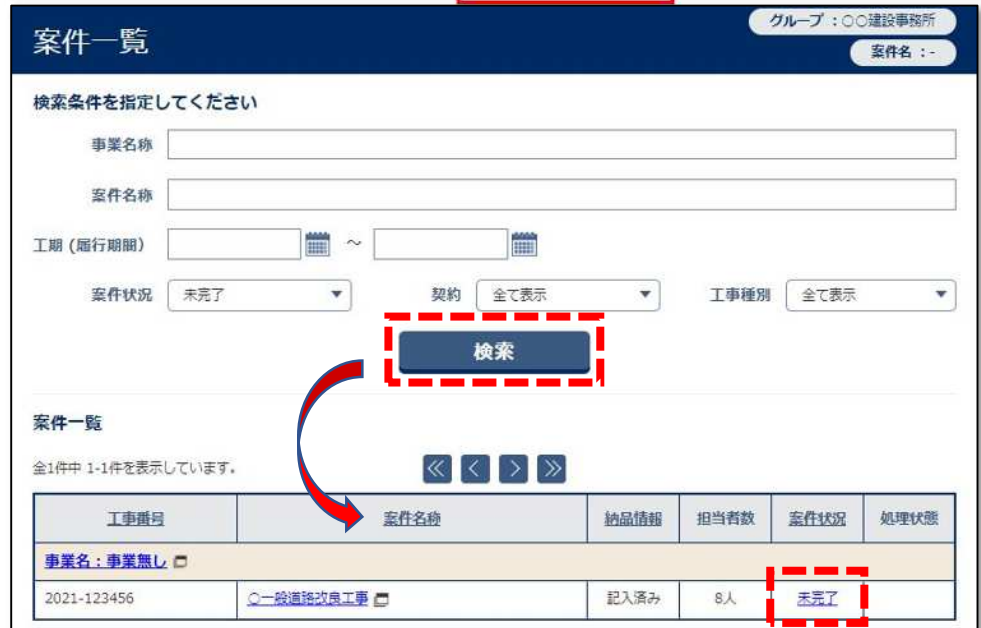 グループ：○○建設事務所
案件一覧
案件名：-
検索条件を指定してください
事業名称
案件名称
工期（履行期間）
～
案件状況 未完了 契約 全て表示 工事種別 全て表示
検索
案件一覧
全1件中 1-1件を表示しています。
工事番号 案件名称 納品情報 担当者数 案件状況 処理状態
事業名：事業無し
2021-123456 ○一般道路改良工事 記入済み 8人 未完了